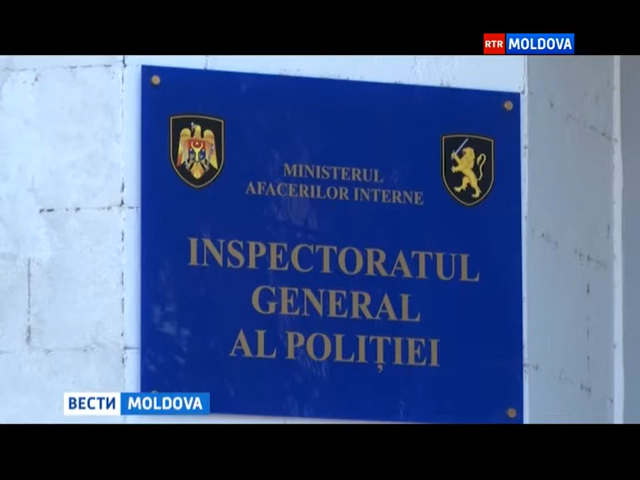 RTR MOLDOVA
MINISTERUL
AFACERILOR INTERNE
INSPECTORATUL
GENERAL
AL POLIȚIEI
ВЕСТИ MOLDOVA